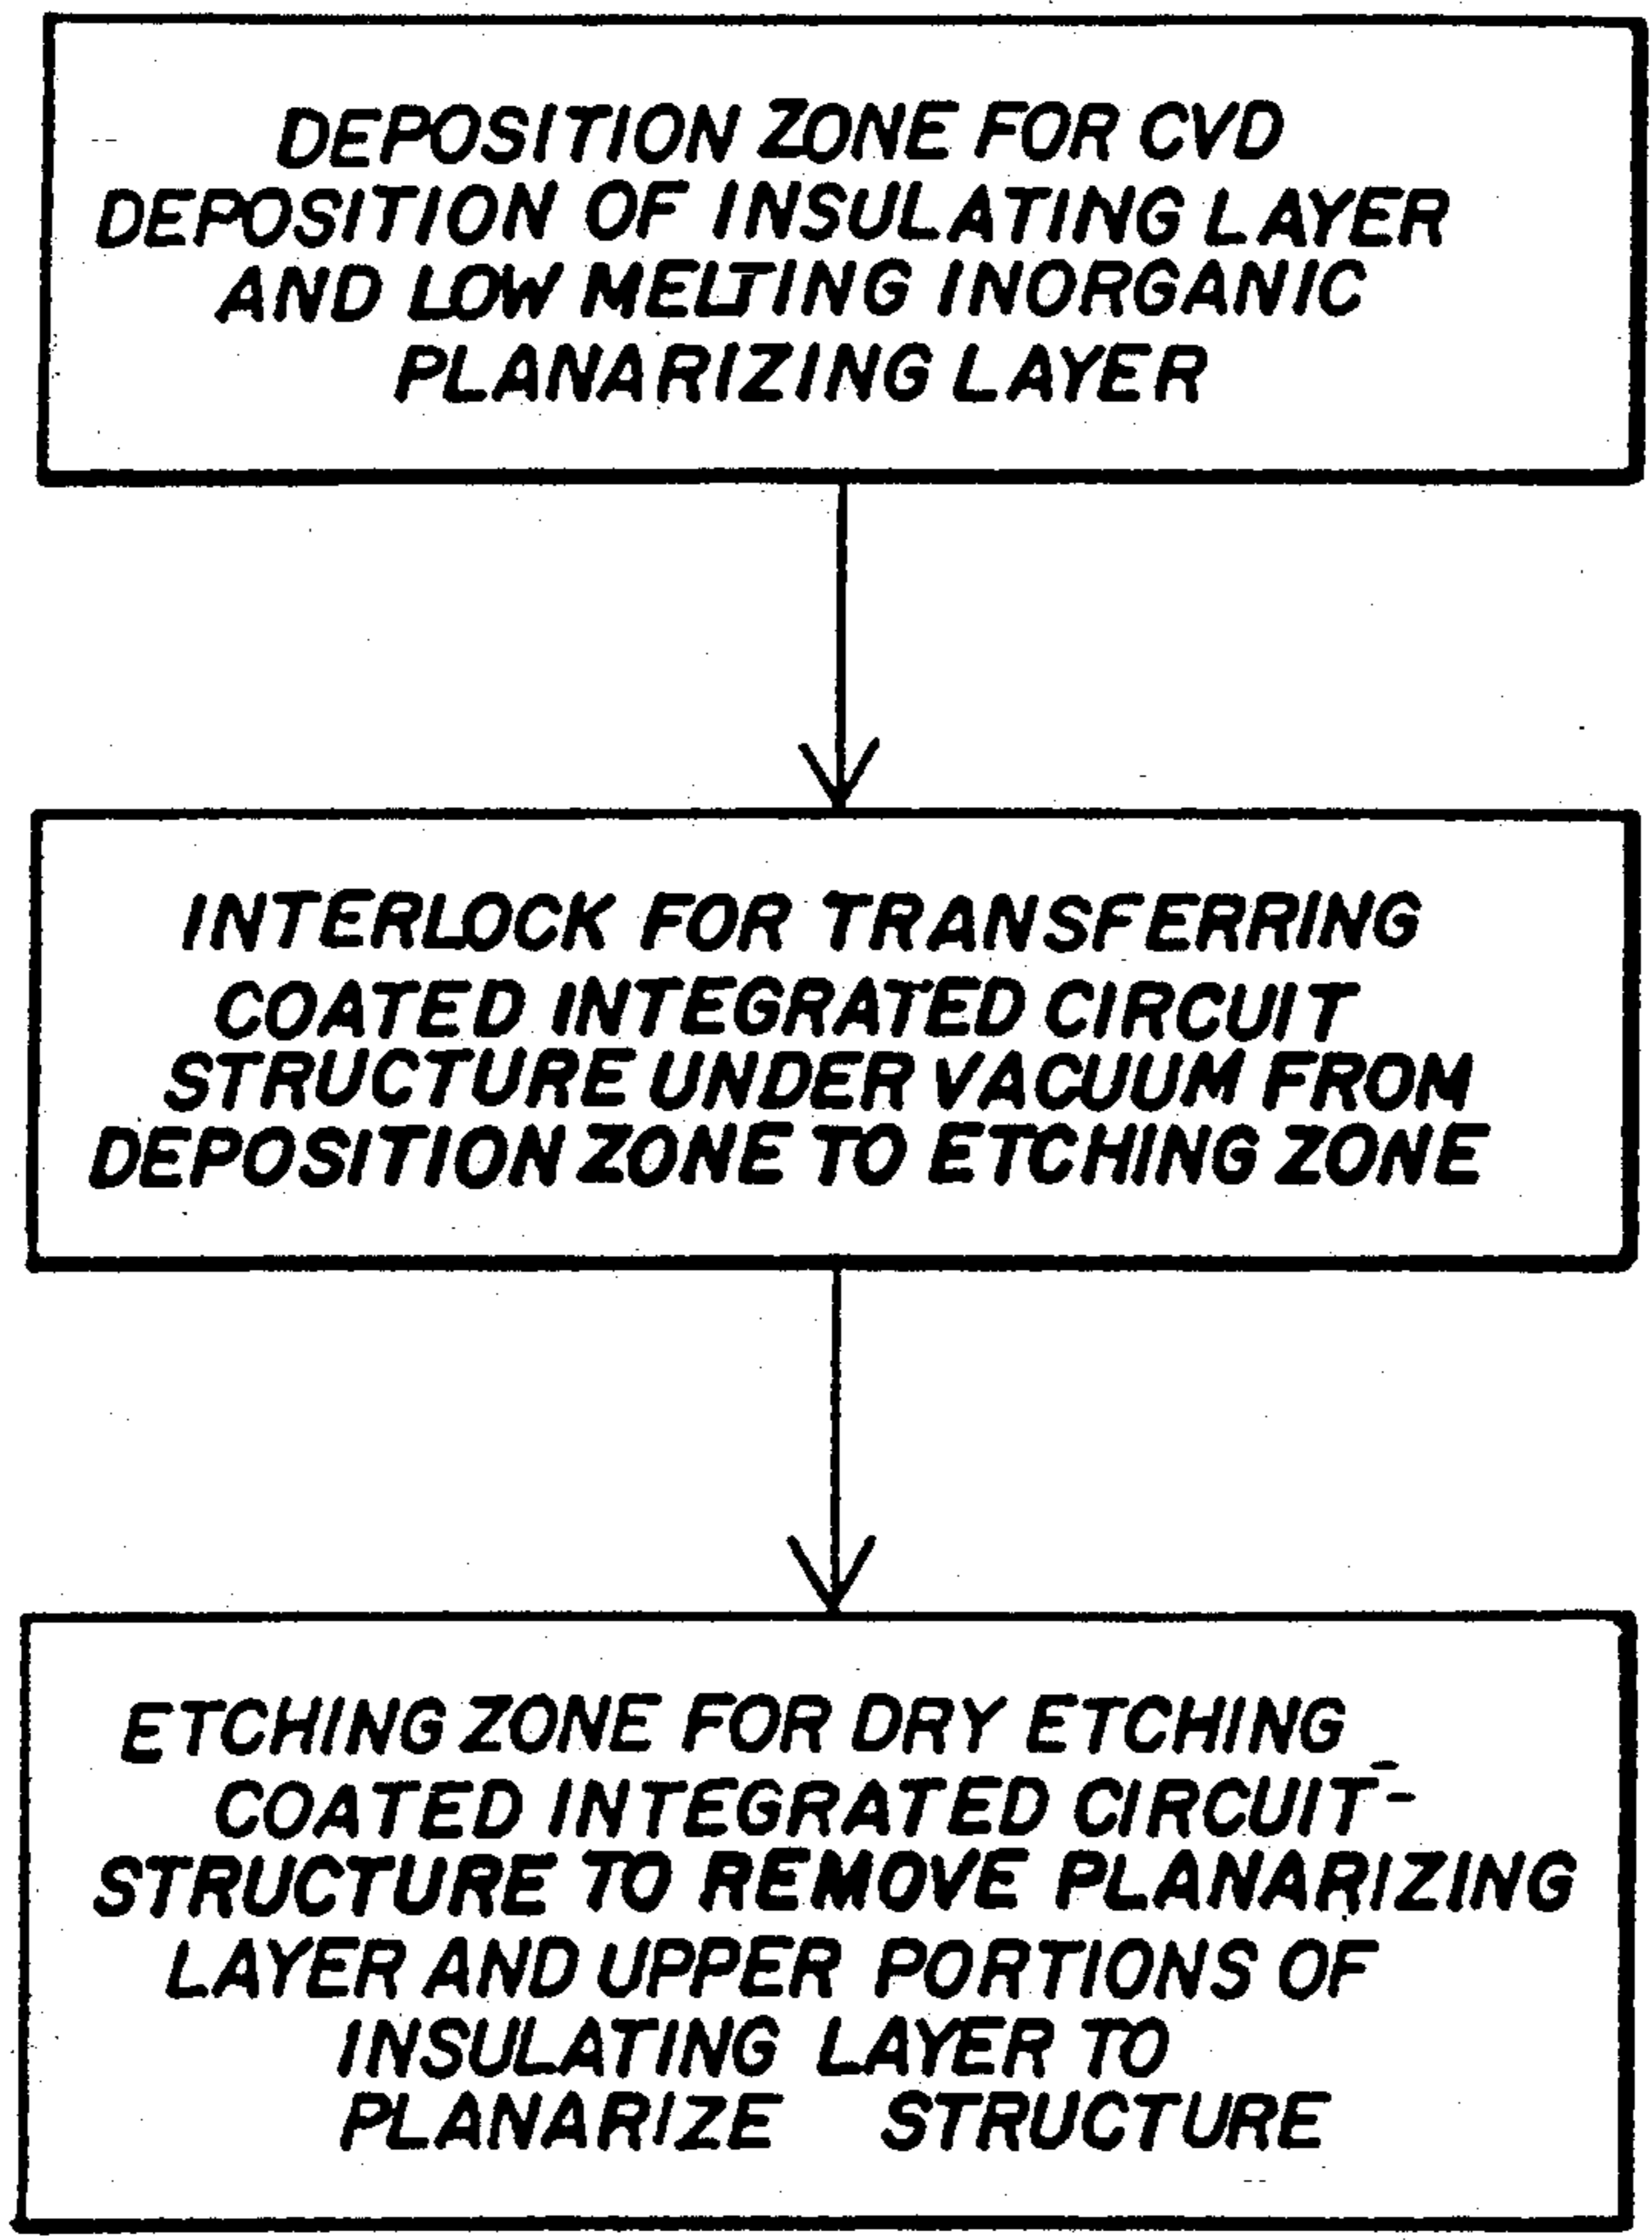 DEPOSITION ZONE FOR CVD
DEPOSITION OF INSULATING LAYER
AND LOW MELTING INORGANIC
PLANARIZING LAYER
INTERLOCK FOR TRANSFERRING
COATED INTEGRATED CIRCUIT
STRUCTURE UNDER VACUUM FROM
DEPOSITION ZONE TO ETCHING ZONE
ETCHING ZONE FOR DRY ETCHING
COATED INTEGRATED CIRCUIT
STRUCTURE TO REMOVE PLANARIZING
LAYER AND UPPER PORTIONS OF
INSULATING LAYER TO
PLANARIZE STRUCTURE